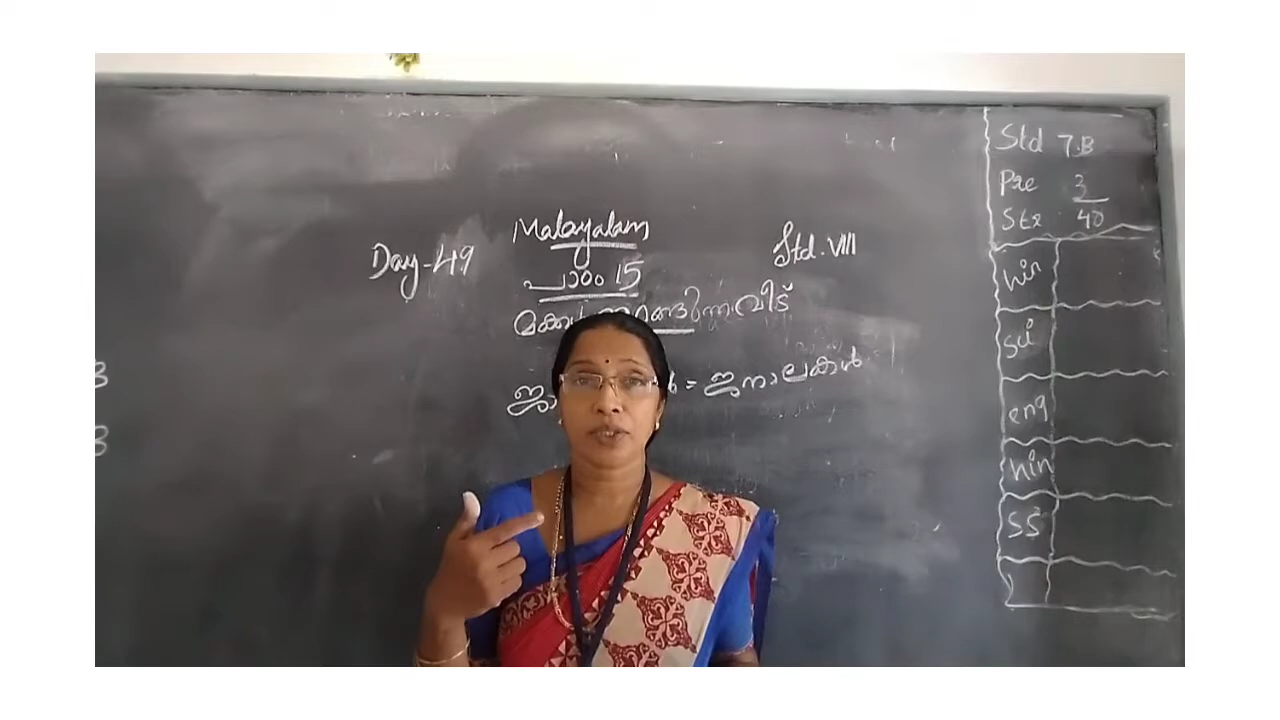 Malayalam
Day-49
Std. VIII
പാഠം 15
വീട്
= ജനാലകൾ
Std 7.B
Pre 3
Str 40
hin
sci
eng
hin
SS